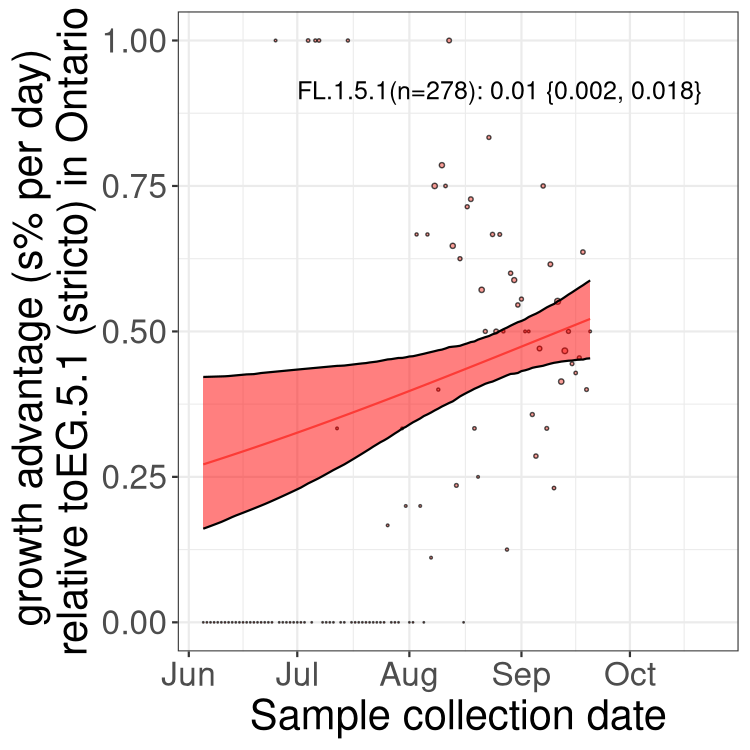 growth advantage (s% per day)
relative toEG.5.1 (stricto) in Ontario
1.00
0.75
0.50
0.25
0.00
FL.1.5.1(n=278): 0.01 {0.002, 0.018}
Jun Jul Aug Sep Oct
Sample collection date